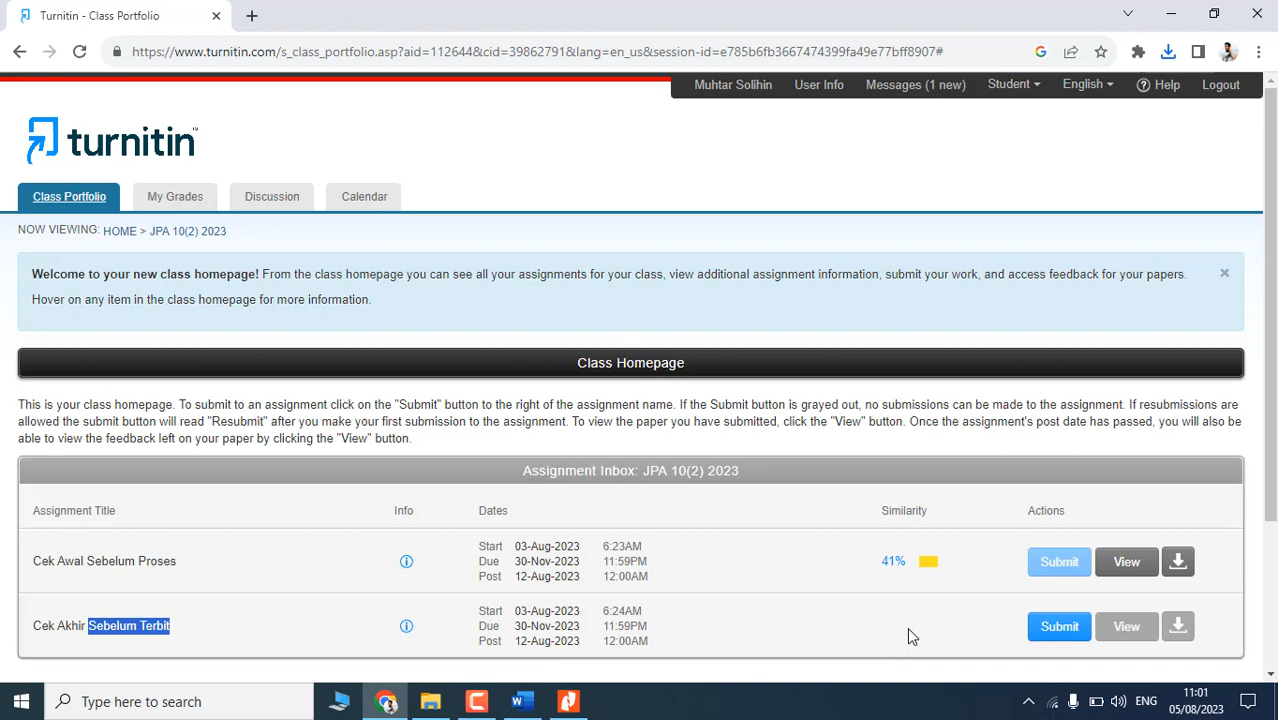 Turnitin - Class Portfolio
https://www.turnitin.com/s_class_portfolio.asp?aid=112644&cid=39862791&lang=en_us&session-id=e785b6fb3667474399fa49e77bff8907#
Muhtar Solihin User Info Messages (1 new) Student English Help Logout
turnitin
Class Portfolio My Grades Discussion Calendar
NOW VIEWING: HOME > JPA 10(2) 2023
Welcome to your new class homepage! From the class homepage you can see all your assignments for your class, view additional assignment information, submit your work, and access feedback for your papers.
Hover on any item in the class homepage for more information.
Class Homepage
This is your class homepage. To submit to an assignment click on the "Submit" button to the right of the assignment name. If the Submit button is grayed out, no submissions can be made to the assignment. If resubmissions are
allowed the submit button will read "Resubmit" after you make your first submission to the assignment. To view the paper you have submitted, click the "View" button. Once the assignment's post date has passed, you will also be
able to view the feedback left on your paper by clicking the "View" button.
Assignment Inbox: JPA 10(2) 2023
Assignment Title Info Dates Similarity Actions
Start 03-Aug-2023 6:23AM
Cek Awal Sebelum Proses Due 30-Nov-2023 11:59PM 41% Submit View
Post 12-Aug-2023 12:00AM
Start 03-Aug-2023 6:24AM
Cek Akhir Sebelum Terbit Due 30-Nov-2023 11:59PM Submit View
Post 12-Aug-2023 12:00AM
Type here to search
ENG
11:01
05/08/2023